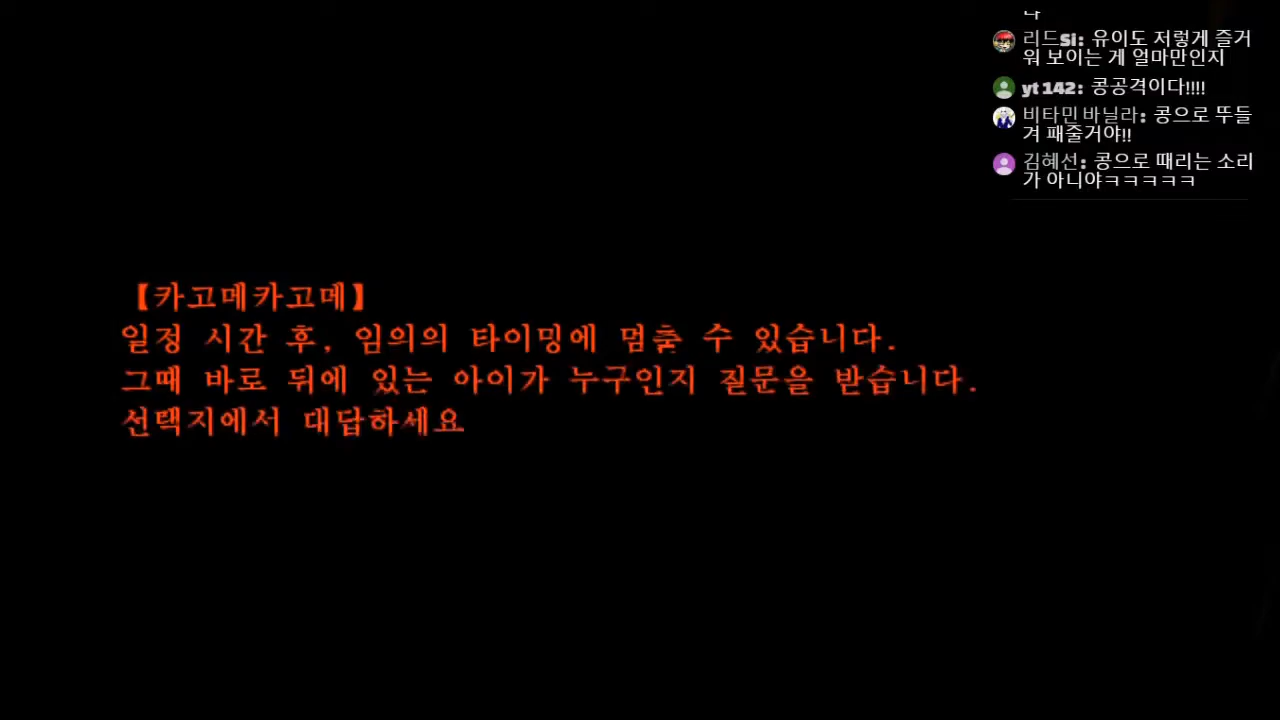 리드Si: 유이도 저렇게 즐거
워 보이는 게 얼마만인지
yt 142: 콩공격이다!!!!
비타민 바닐라: 콩으로 뚜들
겨 패줄거야!!
김혜선: 콩으로 때리는 소리
가 아니야ㅋㅋㅋㅋㅋ
【카고메카고메】
일정 시간 후, 임의의 타이밍에 멈출 수 있습니다.
그때 바로 뒤에 있는 아이가 누구인지 질문을 받습니다.
선택지에서 대답하세요